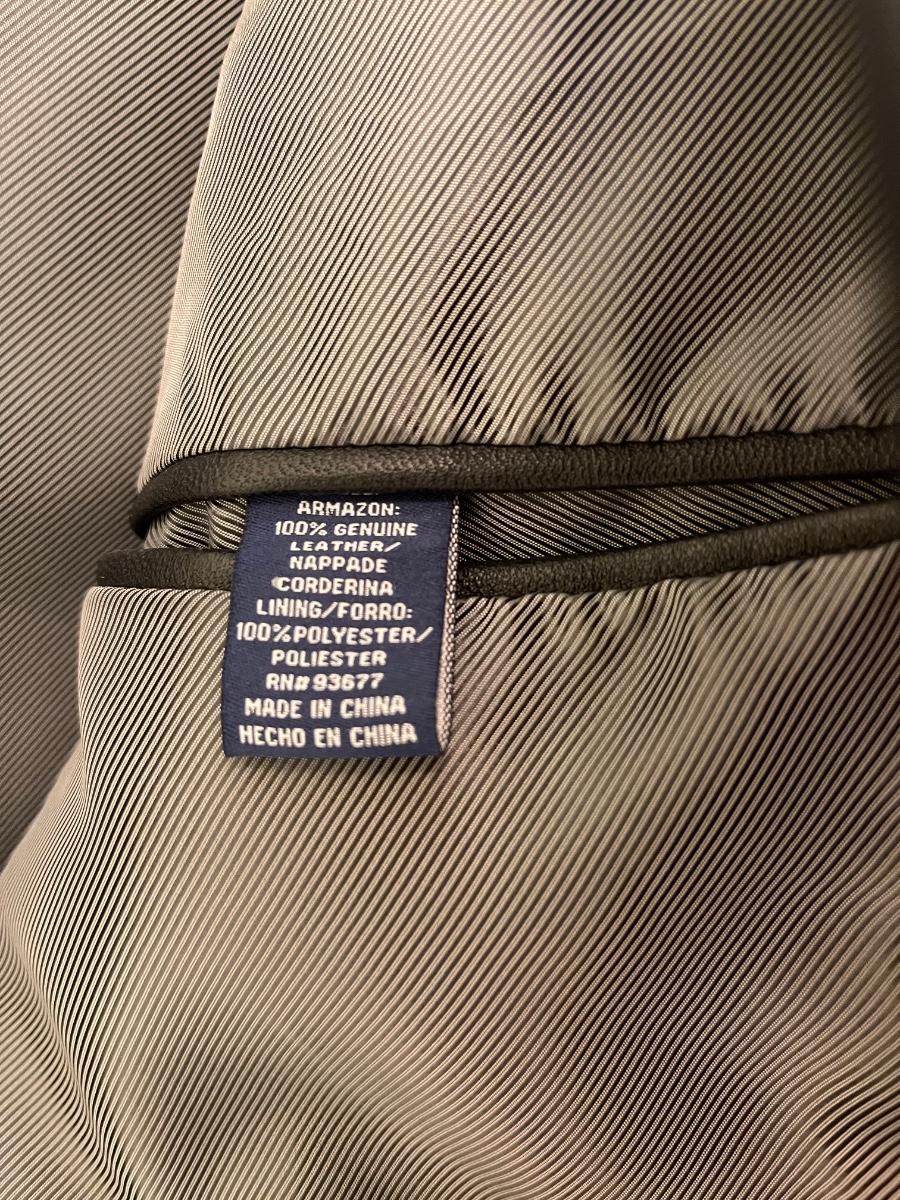 ARMAZON:
100% GENUINE
LEATHER/
NAPPADE
CORDERINA
LINING/FORRO:
100%POLYESTER/
POLIESTER
RN# 93677
MADE IN CHINA
HECHO EN CHINA